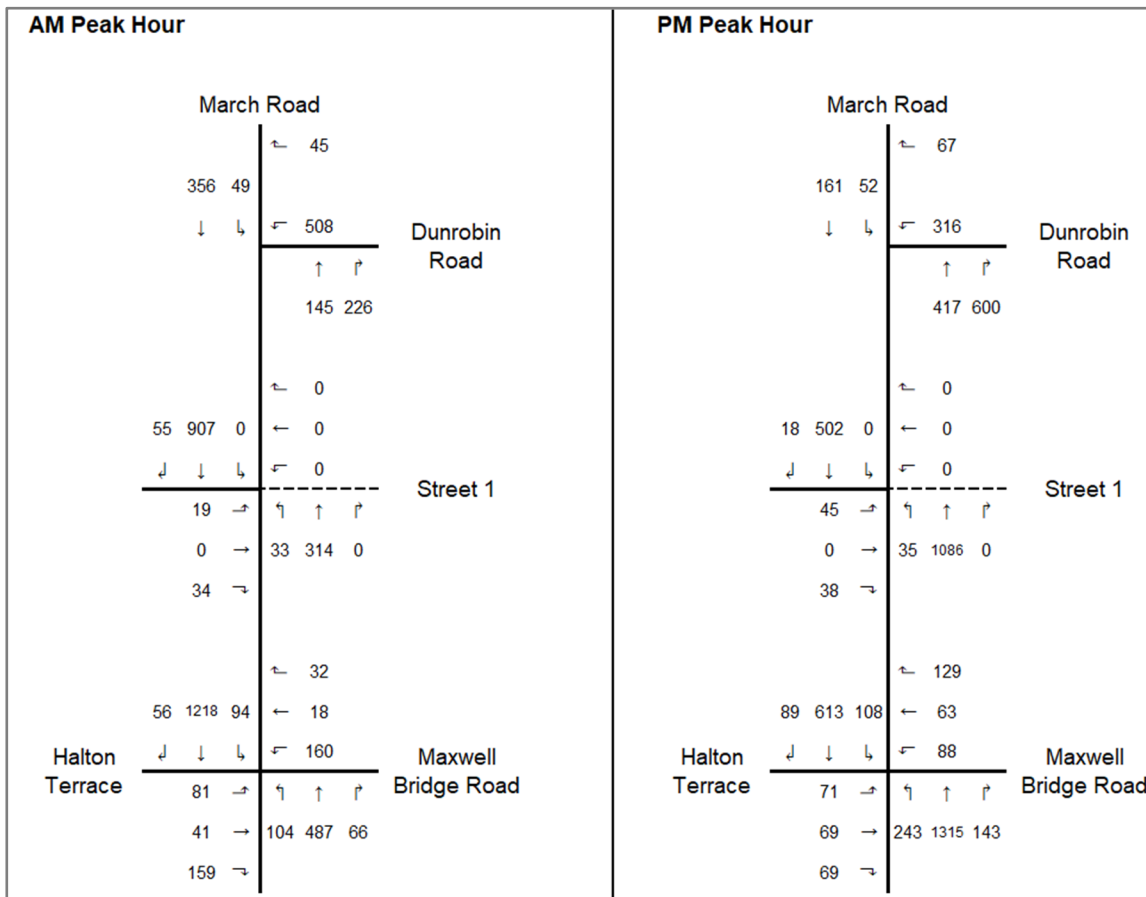 AM Peak Hour
March Road
45
356 49
508
Dunrobin
Road
145 226
0
55 907 0 0
0
Street 1
19
0 33 314 0
34
32
56 1218 94 18
160
Halton
Terrace
Maxwell
Bridge Road
81
41 104 487 66
159
PM Peak Hour
March Road
67
161 52
316
Dunrobin
Road
417 600
0
18 502 0 0
0
Street 1
45
0 35 1086 0
38
129
89 613 108 63
88
Halton
Terrace
Maxwell
Bridge Road
71
69 243 1315 143
69